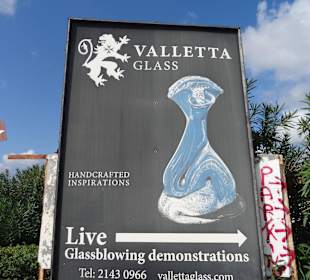 VALLETTA
GLASS
HANDCRAFTED
INSPIRATIONS
Live
Glassblowing demonstrations
Tel: 2143 0966 vallettaglass.com